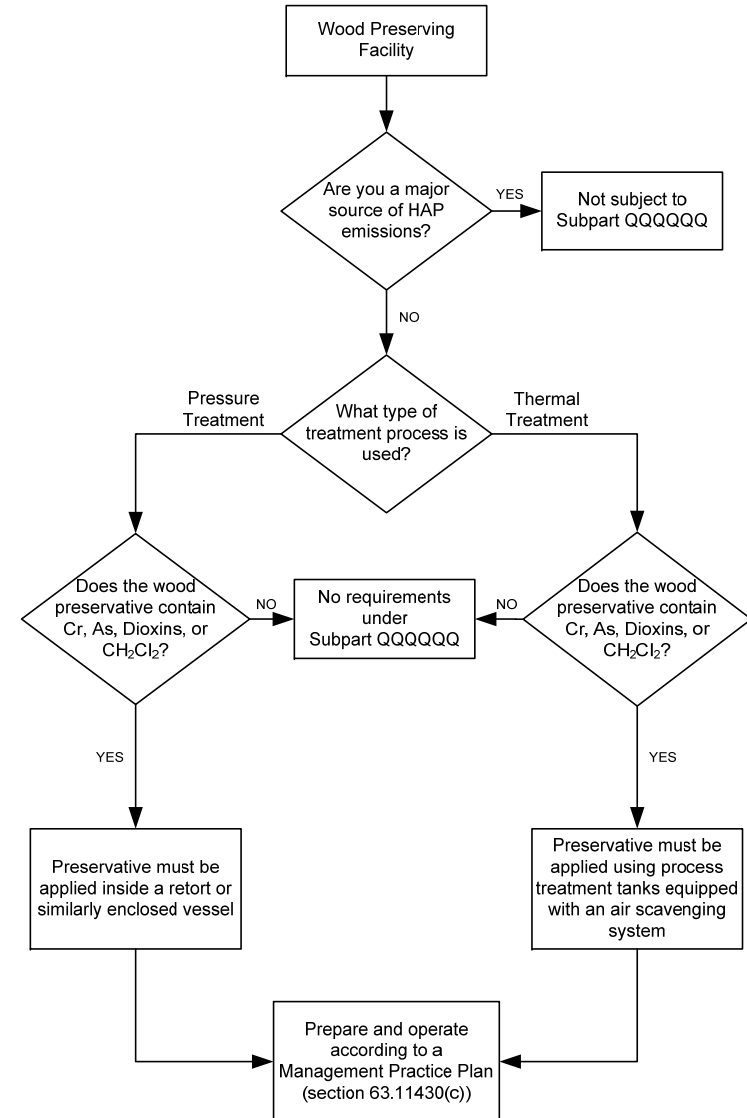 Wood Preserving
Facility
Are you a major
source of HAP
emissions?
YES
Not subject to
Subpart QQQQQQ
NO
Pressure
Treatment
What type of
treatment process is
used?
Thermal
Treatment
Does the wood
preservative contain
Cr, As, Dioxins, or
CH₂Cl₂?
NO
No requirements
under
Subpart QQQQQQ
NO
Does the wood
preservative contain
Cr, As, Dioxins, or
CH₂Cl₂?
YES
YES
Preservative must be
applied inside a retort or
similarly enclosed vessel
Preservative must be
applied using process
treatment tanks equipped
with an air scavenging
system
Prepare and operate
according to a
Management Practice Plan
(section 63.11430(c))